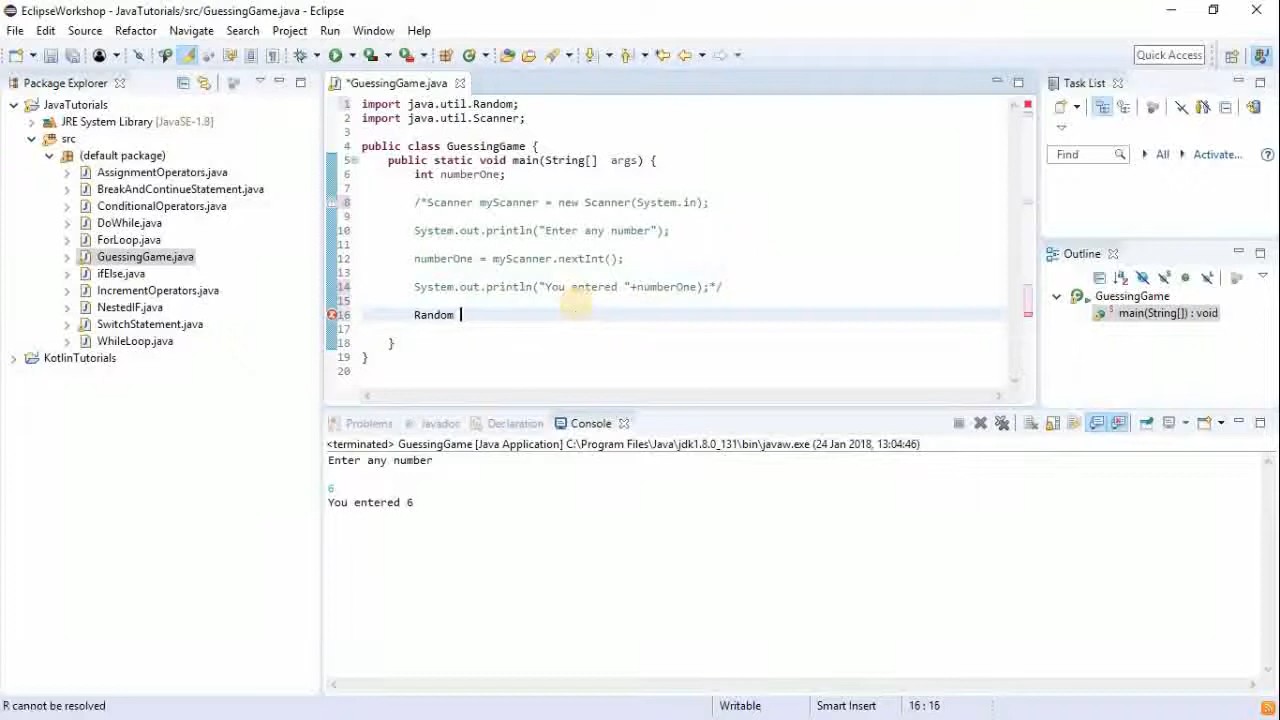 EclipseWorkshop - JavaTutorials/src/GuessingGame.java - Eclipse
File Edit Source Refactor Navigate Search Project Run Window Help
Quick Access
Package Explorer
JavaTutorials
JRE System Library [JavaSE-1.8]
src
(default package)
AssignmentOperators.java
BreakAndContinueStatement.java
ConditionalOperators.java
DoWhile.java
ForLoop.java
GuessingGame.java
ifElse.java
IncrementOperators.java
NestedIF.java
SwitchStatement.java
WhileLoop.java
KotlinTutorials
*GuessingGame.java
1 import java.util.Random;
2 import java.util.Scanner;
3
4 public class GuessingGame {
5 public static void main(String[] args) {
6 int numberOne;
7
8 /*Scanner myScanner = new Scanner(System.in);
9
10 System.out.println("Enter any number");
11
12 numberOne = myScanner.nextInt();
13
14 System.out.println("You entered "+numberOne);*/
15
16 Random
17
18 }
19 }
20
Task List
Find All Activate...
Outline
GuessingGame
main(String[]) : void
Problems Javadoc Declaration Console
<terminated> GuessingGame [Java Application] C:\Program Files\Java\jdk1.8.0_131\bin\javaw.exe (24 Jan 2018, 13:04:46)
Enter any number
6
You entered 6
R cannot be resolved Writable Smart Insert 16 : 16